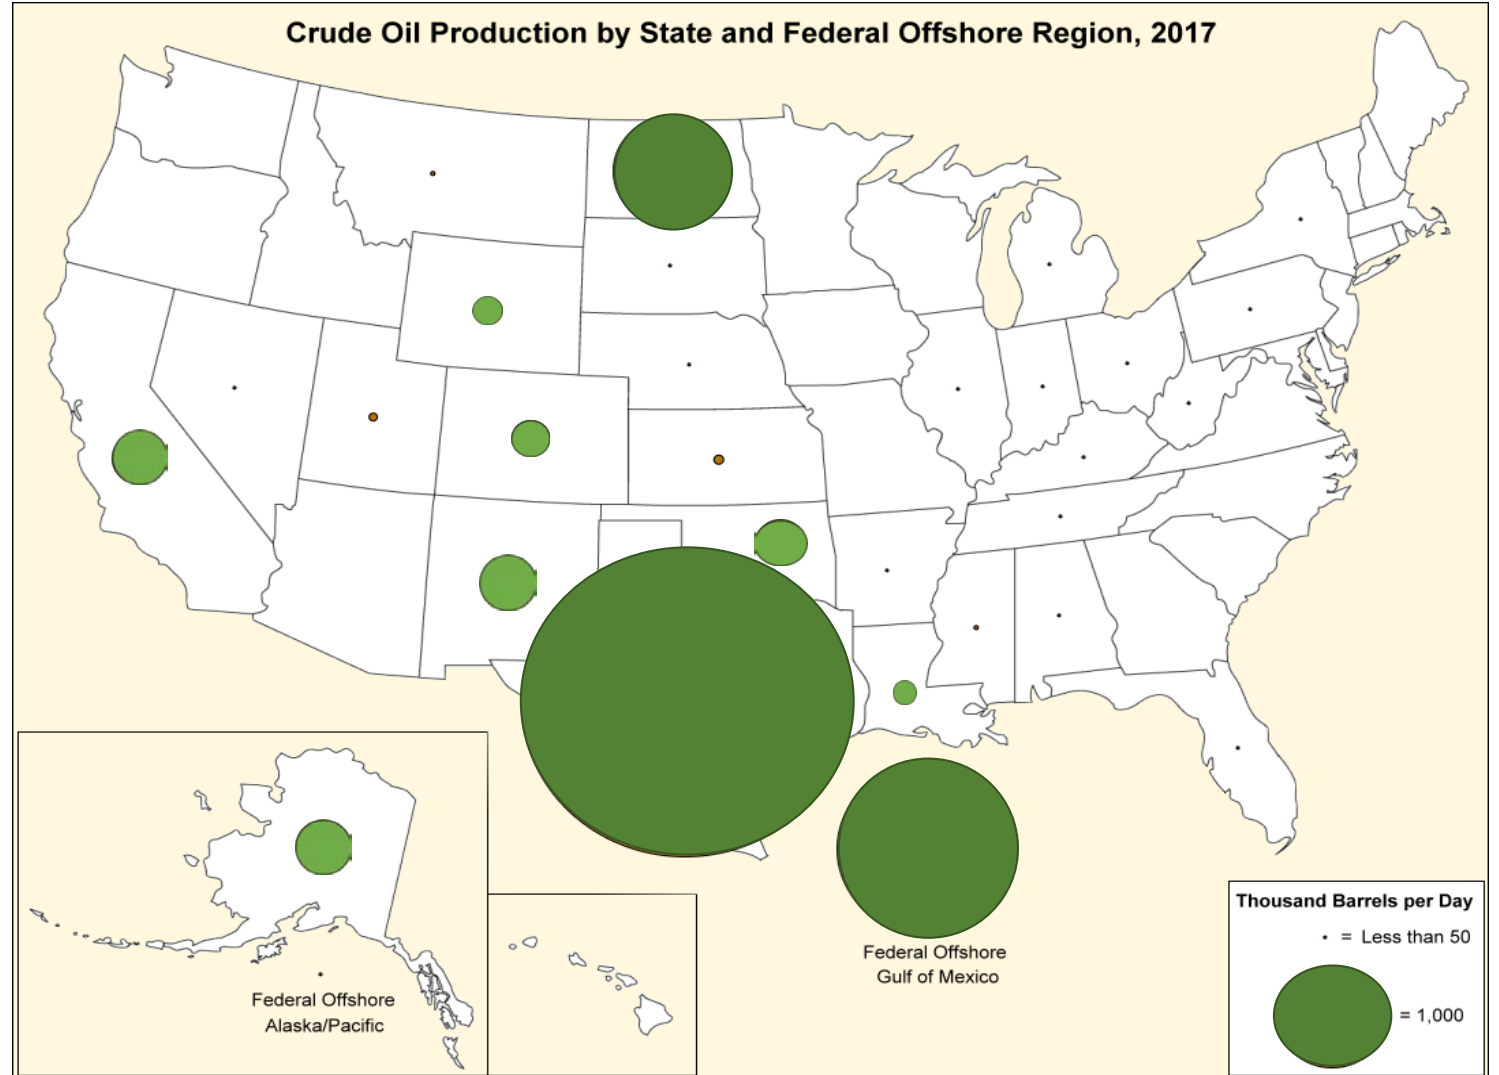 Crude Oil Production by State and Federal Offshore Region, 2017
Federal Offshore
Gulf of Mexico
Federal Offshore
Alaska/Pacific
Thousand Barrels per Day
= Less than 50
= 1,000